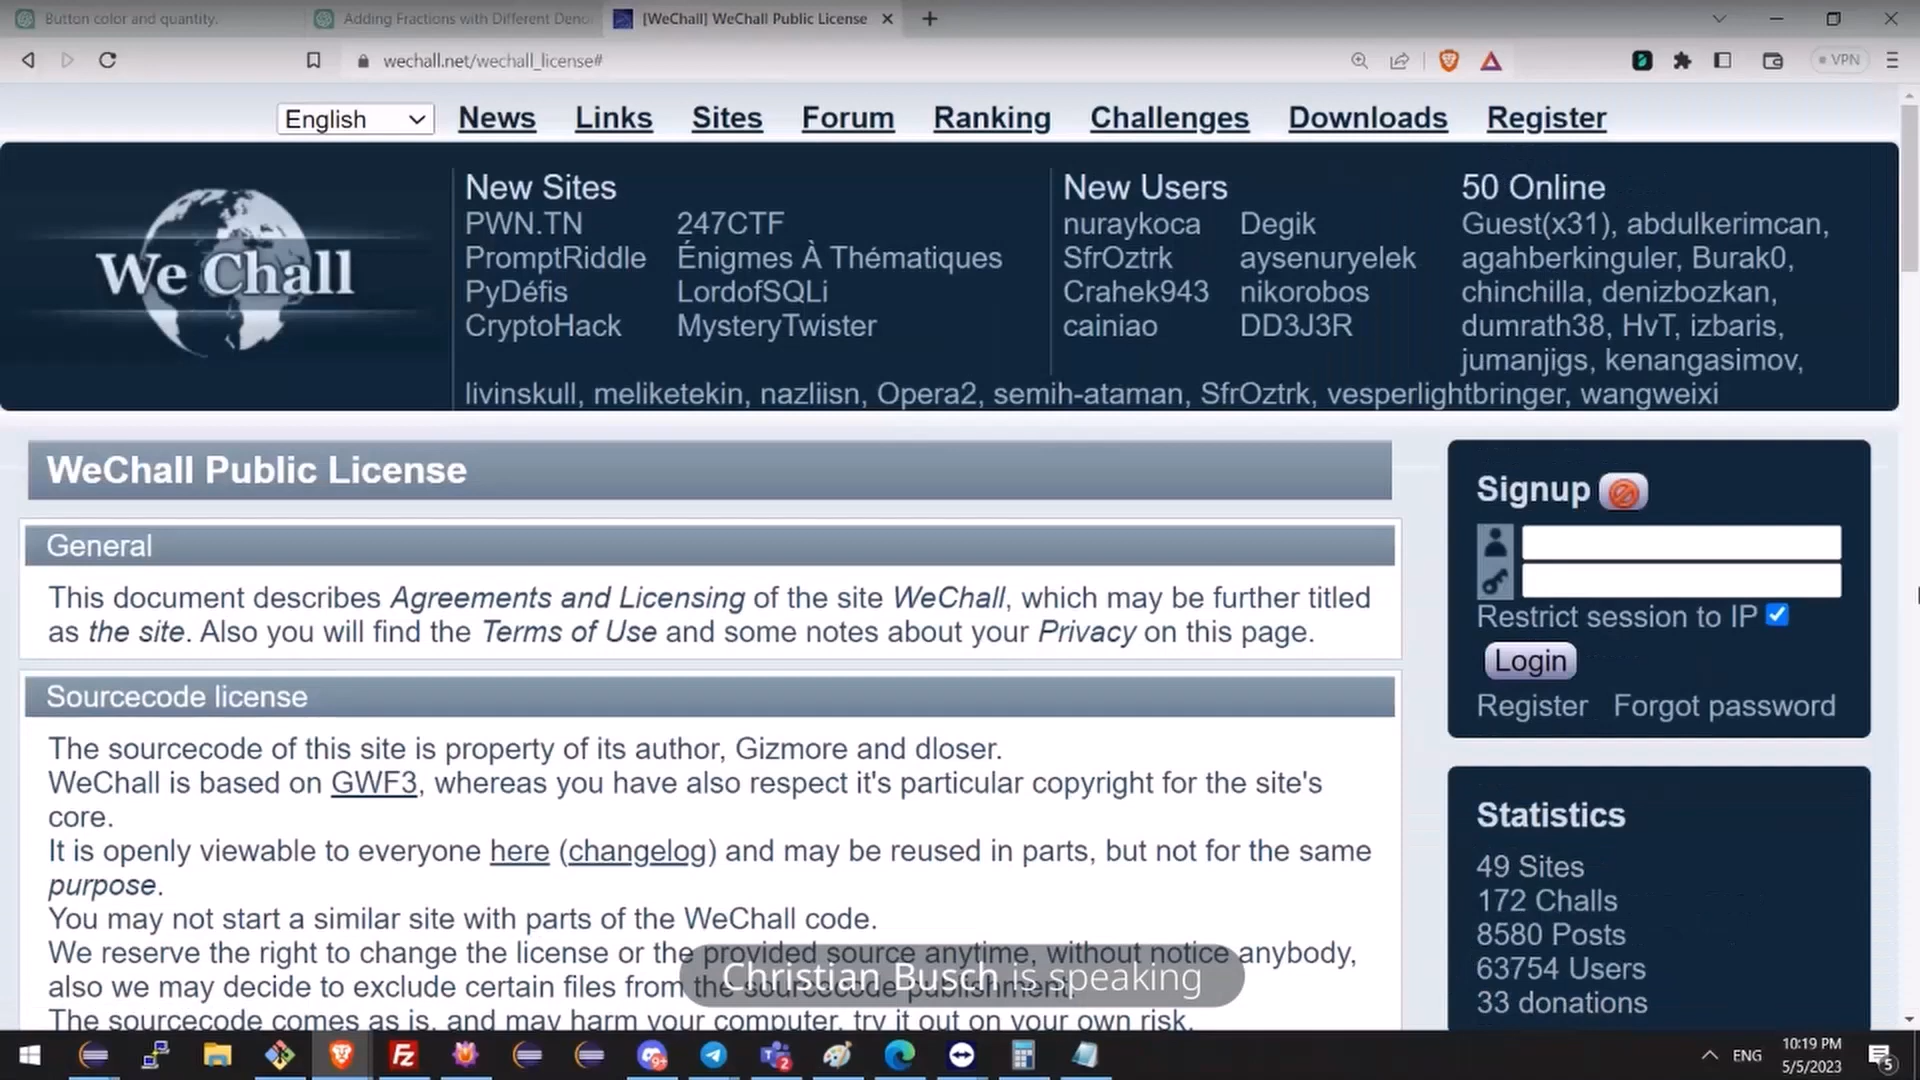 Button color and quantity.
Adding Fractions with Different Deno
[WeChall] WeChall Public License
wechall.net/wechall_license#
VPN
English
News Links Sites Forum Ranking Challenges Downloads Register
We Chall
New Sites
PWN.TN 247CTF
PromptRiddle Énigmes À Thématiques
PyDéfis LordofSQLi
CryptoHack MysteryTwister
New Users
nuraykoca Degik
SfrOztrk aysenuryelek
Crahek943 nikorobos
cainiao DD3J3R
50 Online
Guest(x31), abdulkerimcan,
agahberkinguler, Burak0,
chinchilla, denizbozkan,
dumrath38, HvT, izbaris,
jumanjigs, kenangasimov,
livinskull, meliketekin, nazliisn, Opera2, semih-ataman, SfrOztrk, vesperlightbringer, wangweixi
WeChall Public License
General
This document describes Agreements and Licensing of the site WeChall, which may be further titled
as the site. Also you will find the Terms of Use and some notes about your Privacy on this page.
Sourcecode license
The sourcecode of this site is property of its author, Gizmore and dloser.
WeChall is based on GWF3, whereas you have also respect it's particular copyright for the site's
core.
It is openly viewable to everyone here (changelog) and may be reused in parts, but not for the same
purpose.
You may not start a similar site with parts of the WeChall code.
We reserve the right to change the license or the provided source anytime, without notice anybody,
also we may decide to exclude certain files from the sourcecode publishment.
The sourcecode comes as is, and may harm your computer, try it out on your own risk.
Christian Busch is speaking
Signup
Restrict session to IP
Login
Register Forgot password
Statistics
49 Sites
172 Challs
8580 Posts
63754 Users
33 donations
ENG
10:19 PM
5/5/2023
5
9+
2